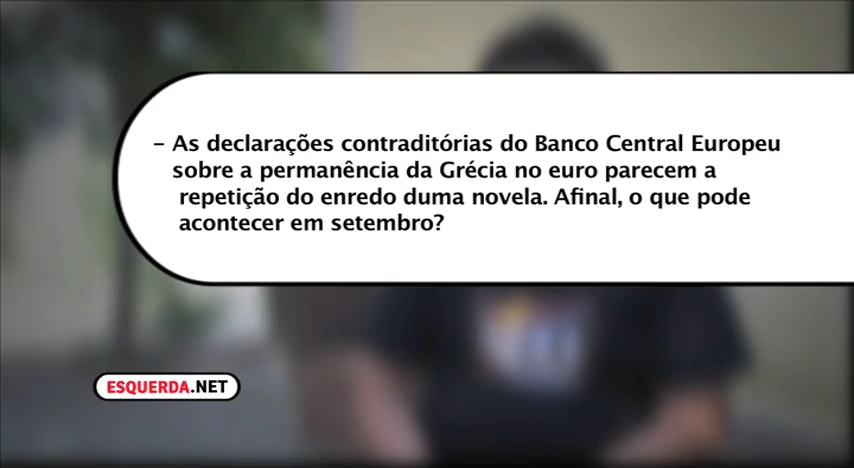 - As declarações contraditórias do Banco Central Europeu
sobre a permanência da Grécia no euro parecem a
repetição do enredo duma novela. Afinal, o que pode
acontecer em setembro?
ESQUERDA.NET